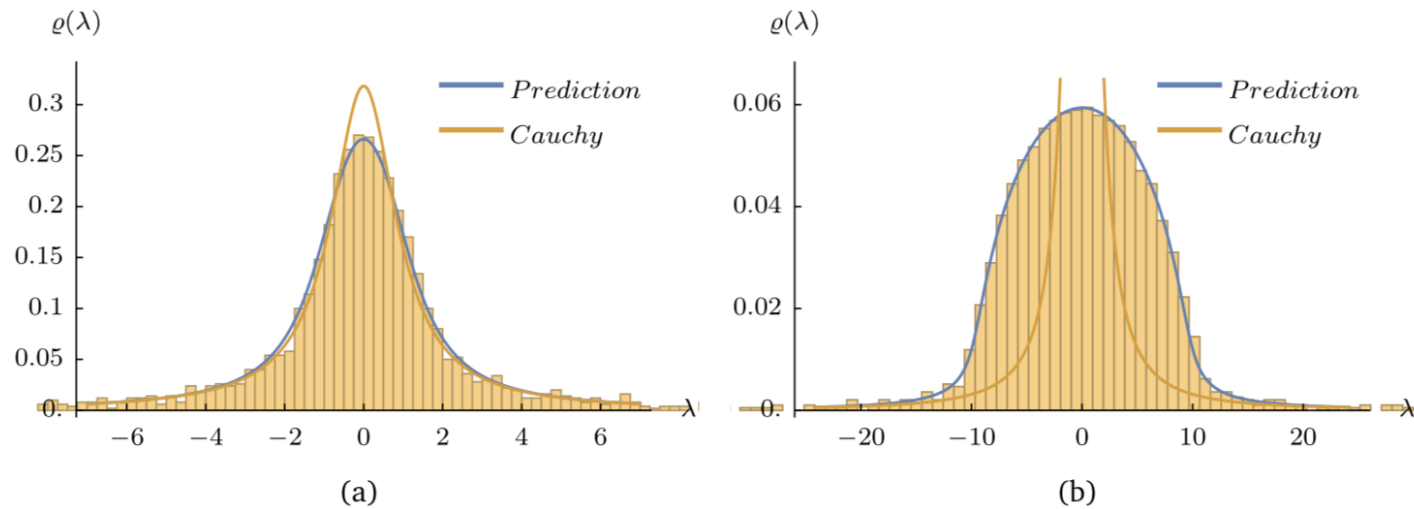 ϱ(λ)
Prediction
Cauchy
0.3
0.25
0.2
0.15
0.1
0.05
0.
λ
−6 −4 −2 0 2 4 6
(a)
ϱ(λ)
Prediction
Cauchy
0.06
0.04
0.02
0.
λ
−20 −10 0 10 20
(b)